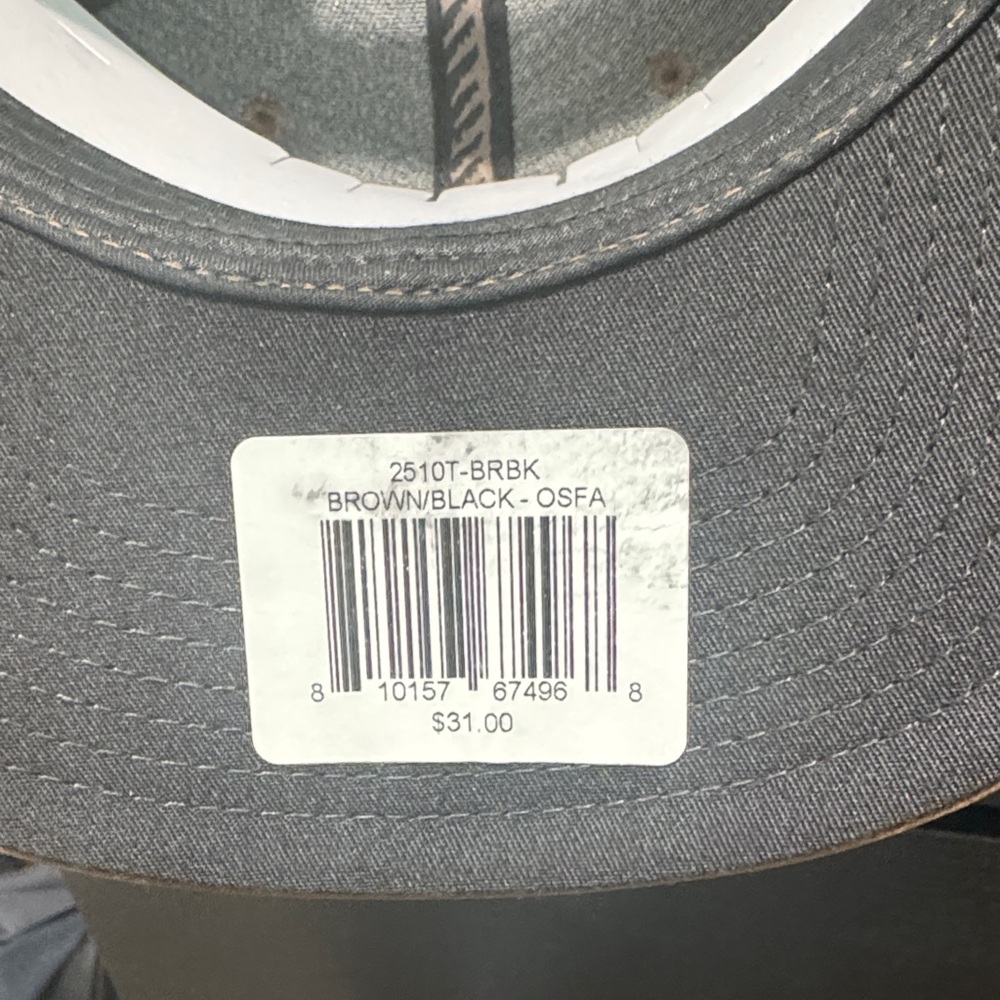 2510T-BRBK
BROWN/BLACK - OSFA
8 10157 67496 8
$31.00